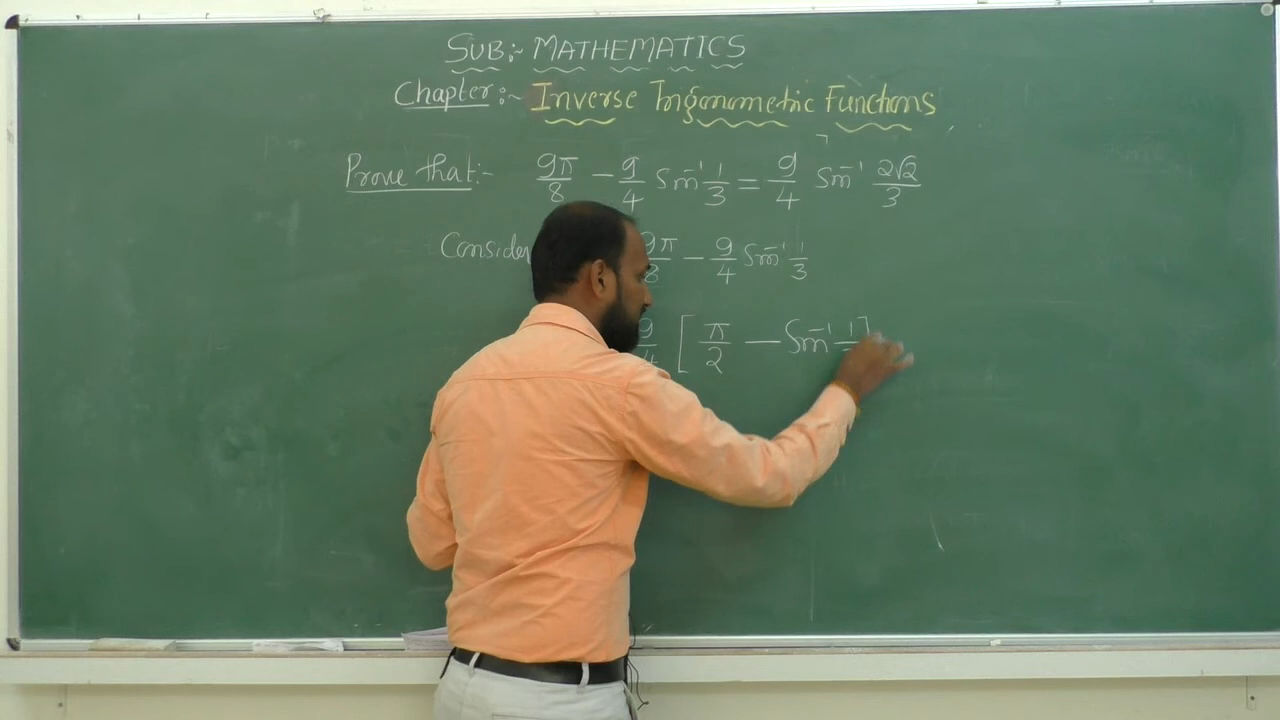 SUB:- MATHEMATICS
Chapter:- Inverse Trigonometric Functions
Prove that:- 9π/8 - 9/4 Sin⁻¹ 1/3 = 9/4 Sin⁻¹ 2√2/3
Consider 9π/8 - 9/4 Sin⁻¹ 1/3
9/4 [π/2 - Sin⁻¹ 1/